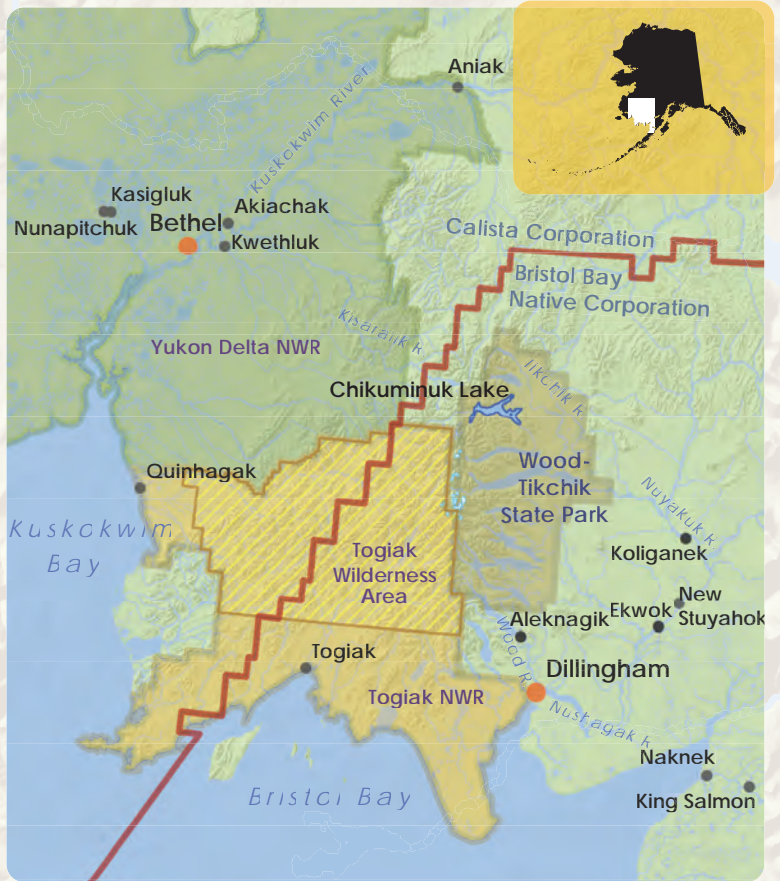 Aniak
Kuskokwim River
Kasigluk
Nunapitchuk
Bethel
Akiachak
Kwethluk
Calista Corporation
Bristol Bay
Native Corporation
Yukon Delta NWR
Kisaralik R
Chikuminuk Lake
Tikchik R
Quinhagak
Wood-
Tikchik
State Park
Kuskokwim
Bay
Nuyakuk R
Koliganek
Togiak
Wilderness
Area
New
Stuyahok
Ekwok
Aleknagik
Wood R
Togiak
Dillingham
Togiak NWR
Nushagak R
Naknek
King Salmon
Bristol Bay